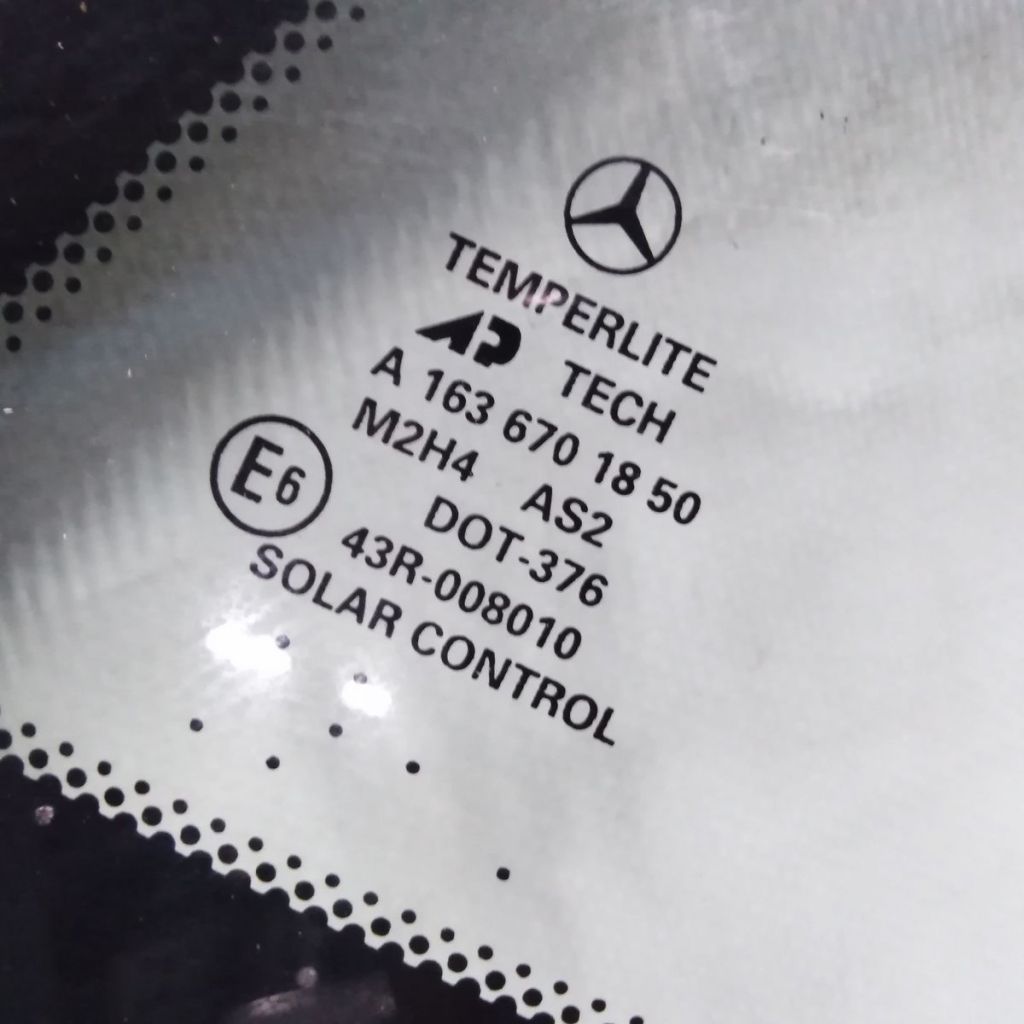 TEMPERLITE
AP TECH
A 163 670 18 50
M2H4 AS2
DOT-376
E6 43R-008010
SOLAR CONTROL